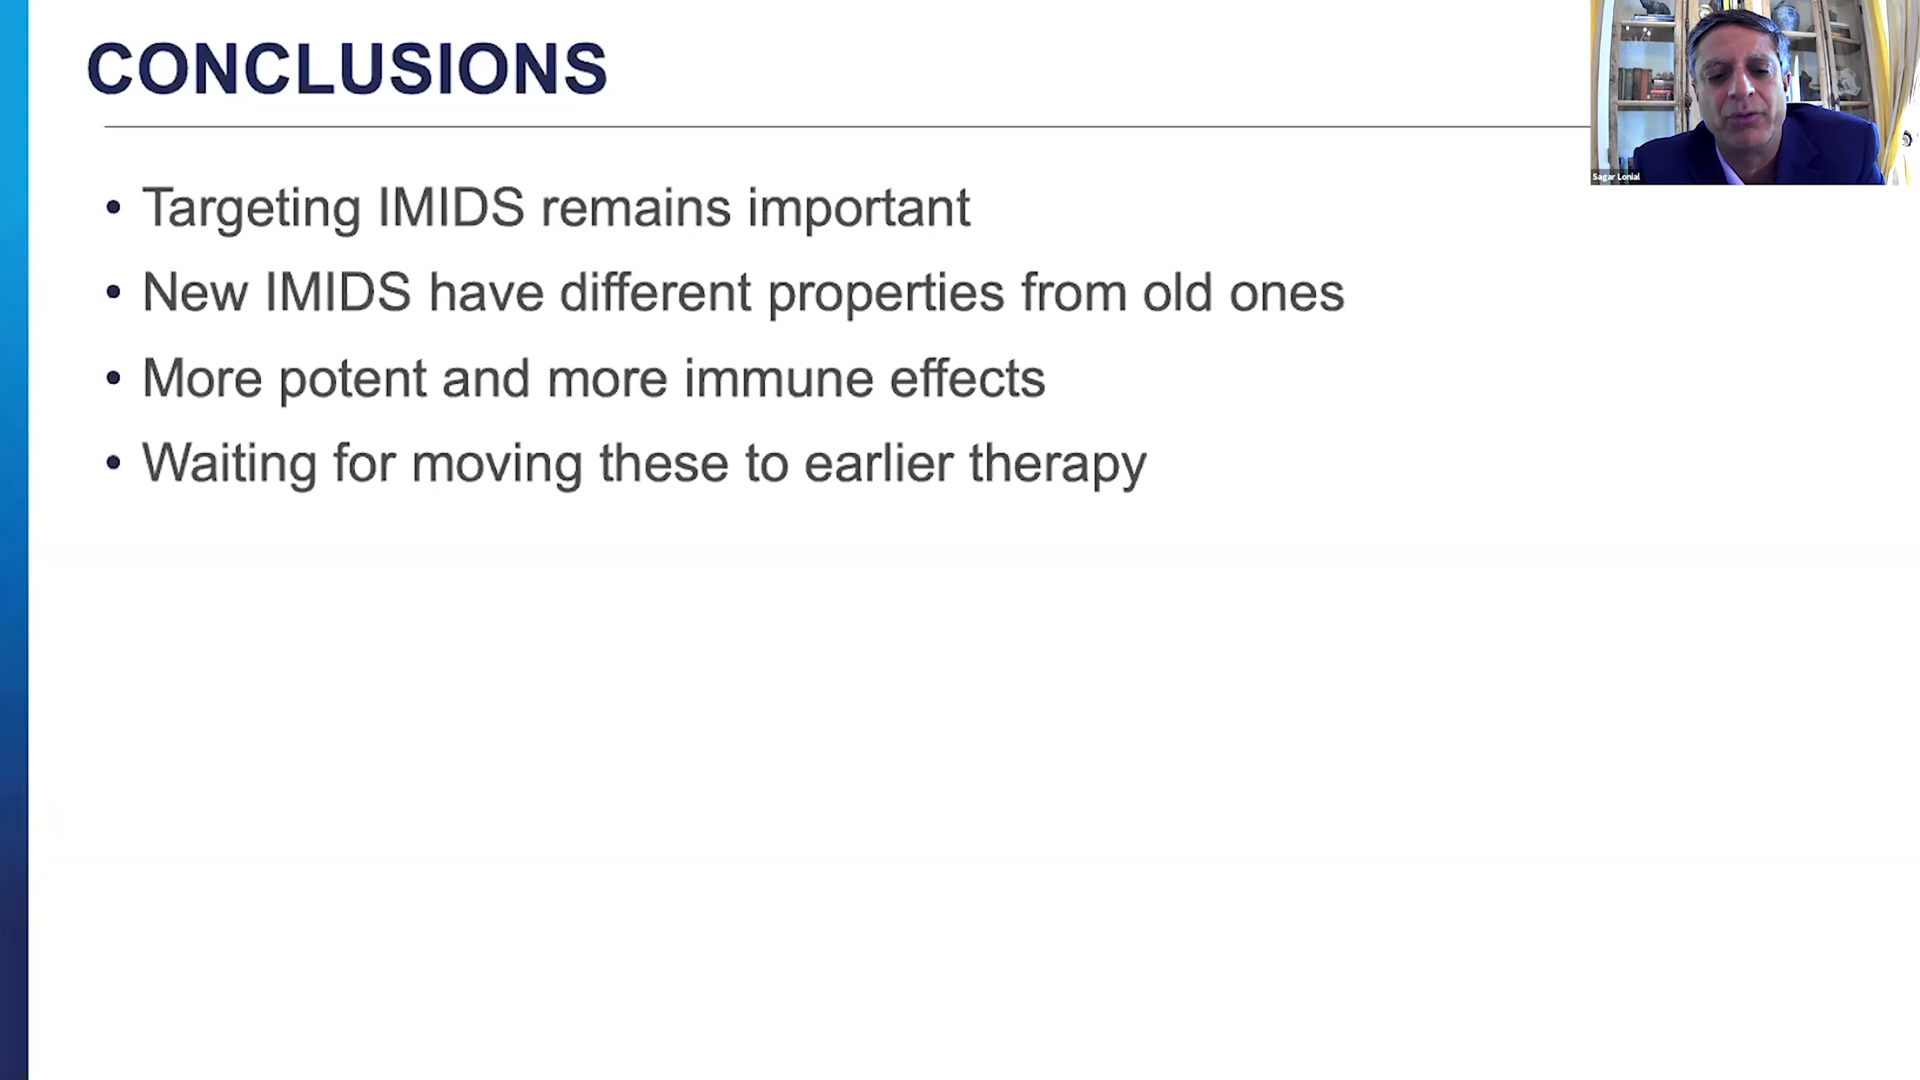 CONCLUSIONS
• Targeting IMIDS remains important
• New IMIDS have different properties from old ones
• More potent and more immune effects
• Waiting for moving these to earlier therapy
Sagar Lonial